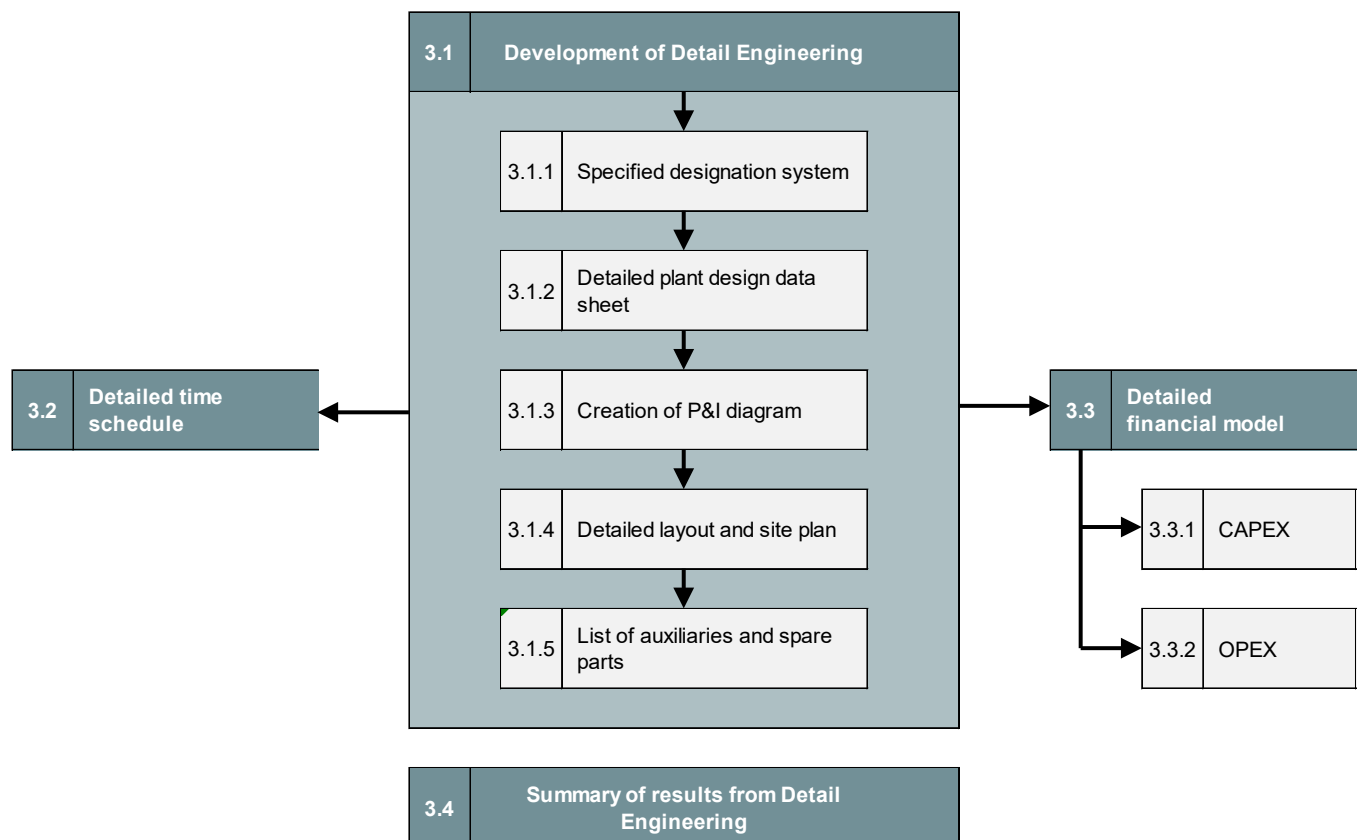 3.1 Development of Detail Engineering
3.1.1 Specified designation system
3.1.2 Detailed plant design data
sheet
3.1.3 Creation of P&I diagram
3.1.4 Detailed layout and site plan
3.1.5 List of auxiliaries and spare
parts
3.2 Detailed time
schedule
3.3 Detailed
financial model
3.3.1 CAPEX
3.3.2 OPEX
3.4 Summary of results from Detail
Engineering